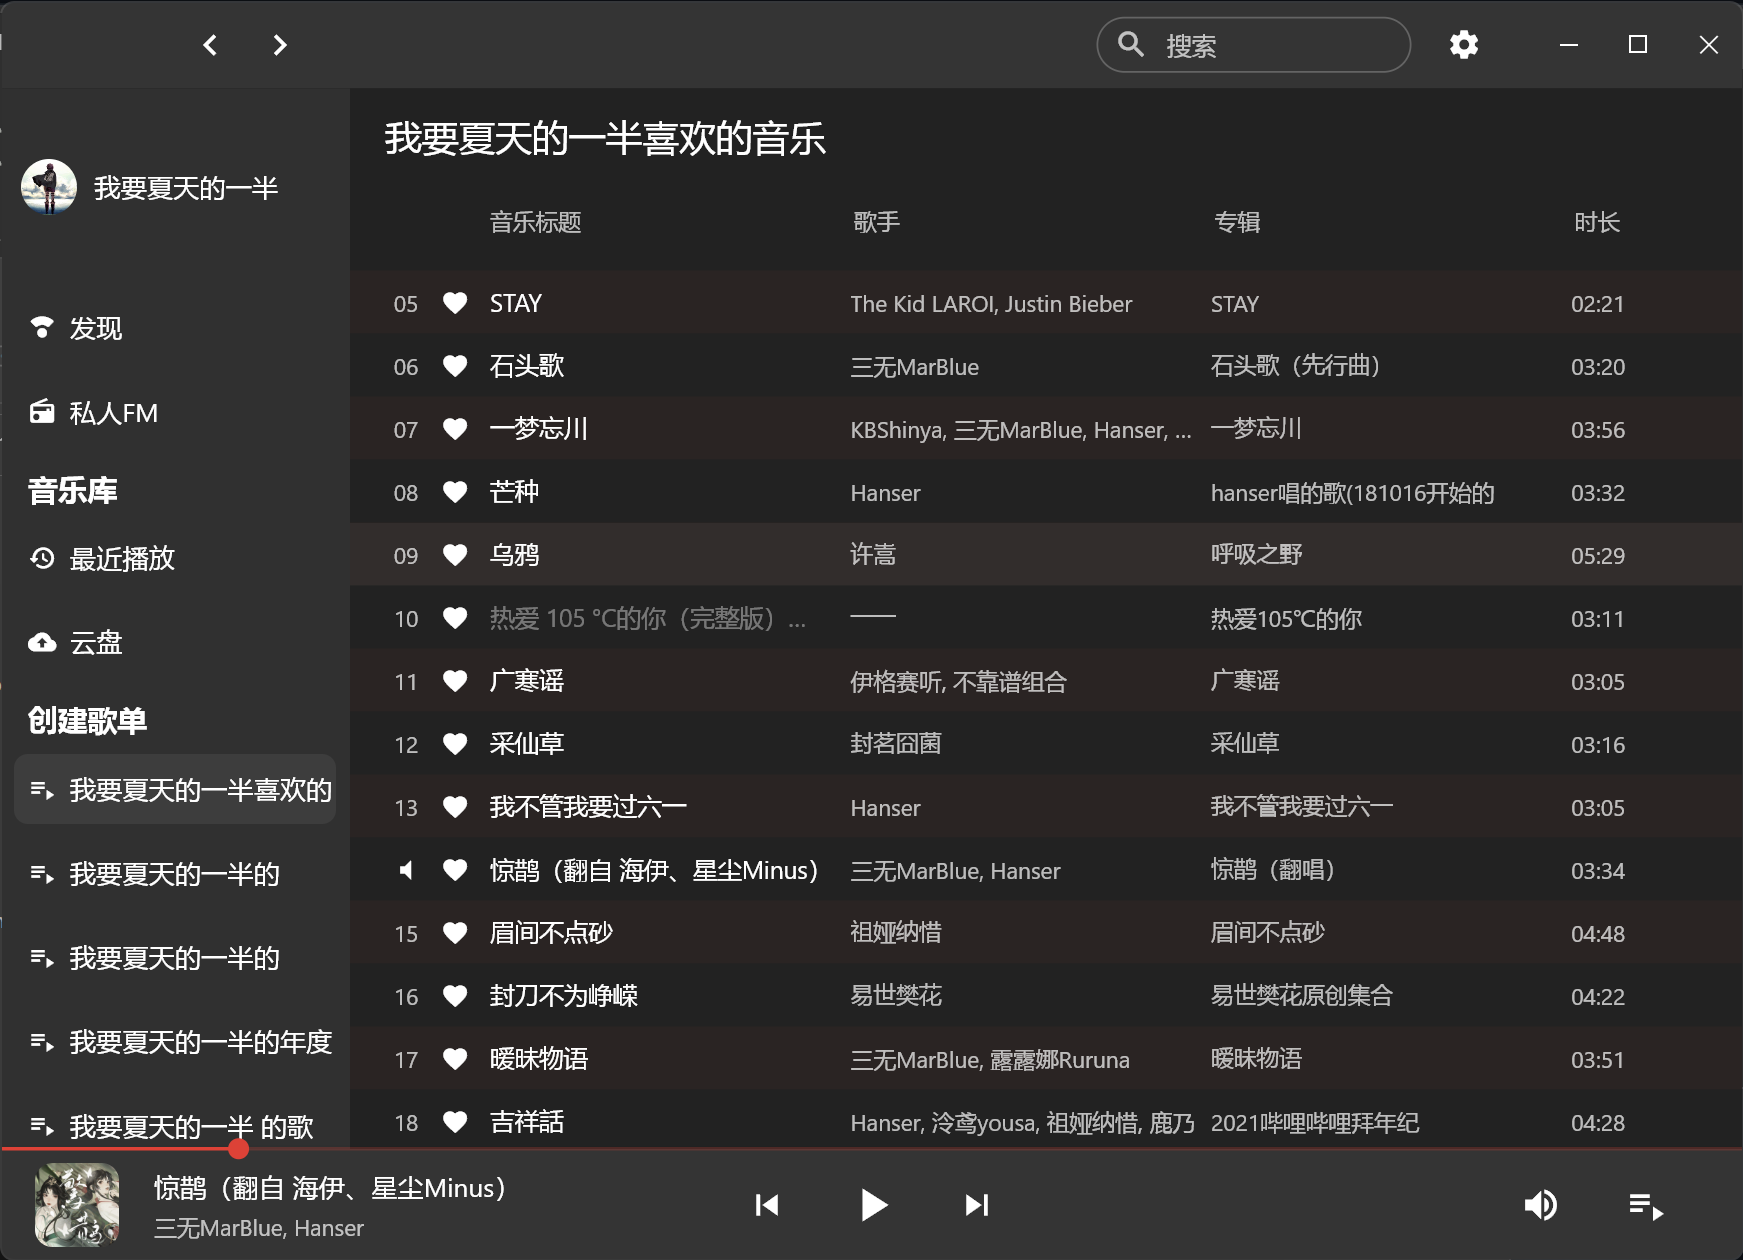 搜索
我要夏天的一半
发现
私人FM
音乐库
最近播放
云盘
创建歌单
我要夏天的一半喜欢的
我要夏天的一半的
我要夏天的一半的
我要夏天的一半的年度
我要夏天的一半 的歌
我要夏天的一半喜欢的音乐
音乐标题 歌手 专辑 时长
05 STAY The Kid LAROI, Justin Bieber STAY 02:21
06 石头歌 三无MarBlue 石头歌（先行曲） 03:20
07 一梦忘川 KBShinya, 三无MarBlue, Hanser, ... 一梦忘川 03:56
08 芒种 Hanser hanser唱的歌(181016开始的 03:32
09 乌鸦 许嵩 呼吸之野 05:29
10 热爱 105 °C的你（完整版）... —— 热爱105℃的你 03:11
11 广寒谣 伊格赛听, 不靠谱组合 广寒谣 03:05
12 采仙草 封茗囧菌 采仙草 03:16
13 我不管我要过六一 Hanser 我不管我要过六一 03:05
惊鹊（翻自 海伊、星尘Minus） 三无MarBlue, Hanser 惊鹊（翻唱） 03:34
15 眉间不点砂 祖娅纳惜 眉间不点砂 04:48
16 封刀不为峥嵘 易世樊花 易世樊花原创集合 04:22
17 暧昧物语 三无MarBlue, 露露娜Ruruna 暧昧物语 03:51
18 吉祥話 Hanser, 泠鸢yousa, 祖娅纳惜, 鹿乃 2021哔哩哔哩拜年纪 04:28
惊鹊（翻自 海伊、星尘Minus）
三无MarBlue, Hanser